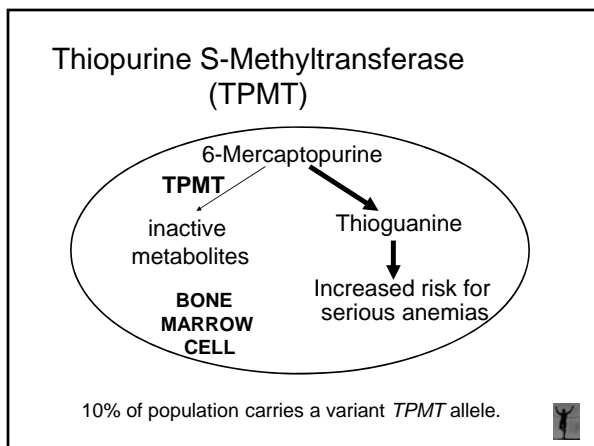 Thiopurine S-Methyltransferase
(TPMT)
6-Mercaptopurine
TPMT
inactive
metabolites
Thioguanine
Increased risk for
serious anemias
BONE
MARROW
CELL
10% of population carries a variant TPMT allele.